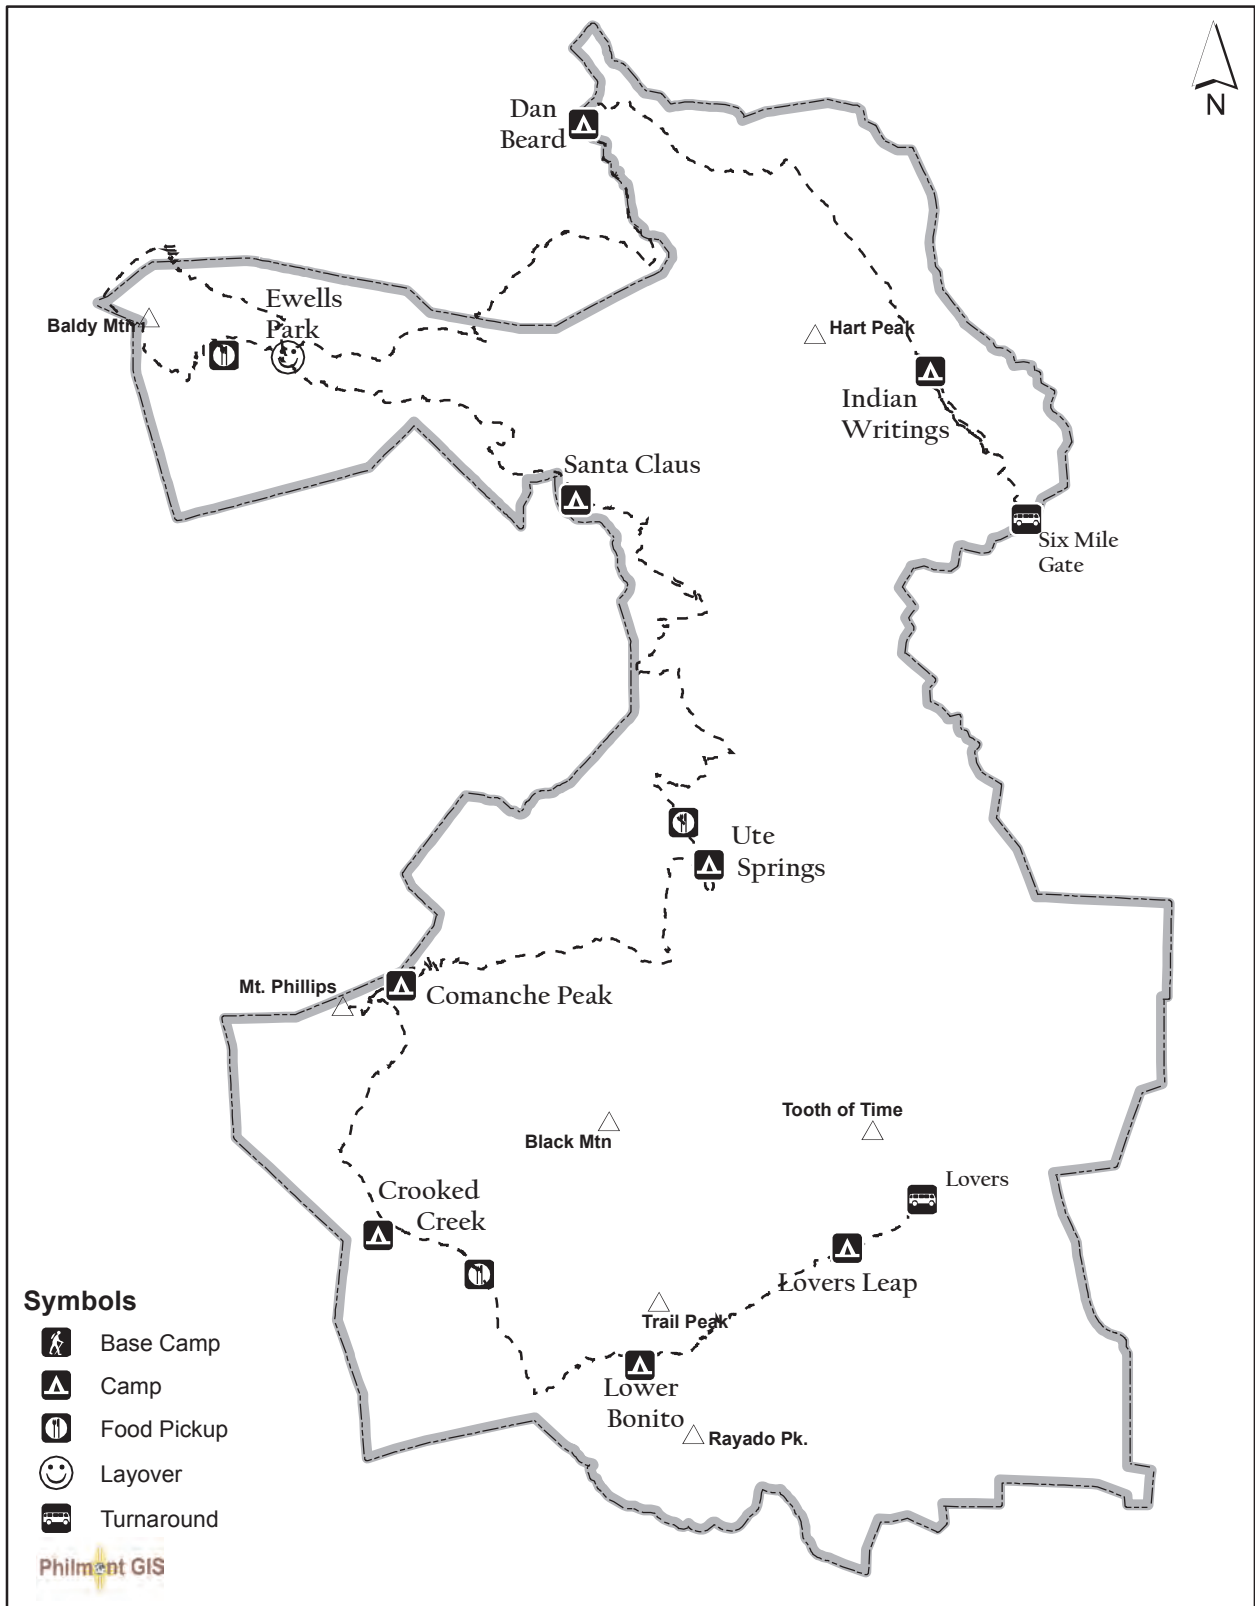 N
Dan
Beard
Ewells
Park
Baldy Mtn
Hart Peak
Indian
Writings
Santa Claus
Six Mile
Gate
Ute
Springs
Mt. Phillips
Comanche Peak
Tooth of Time
Black Mtn
Lovers
Crooked
Creek
Lovers Leap
Trail Peak
Lower
Bonito
Rayado Pk.
Symbols
Base Camp
Camp
Food Pickup
Layover
Turnaround
Philmont GIS